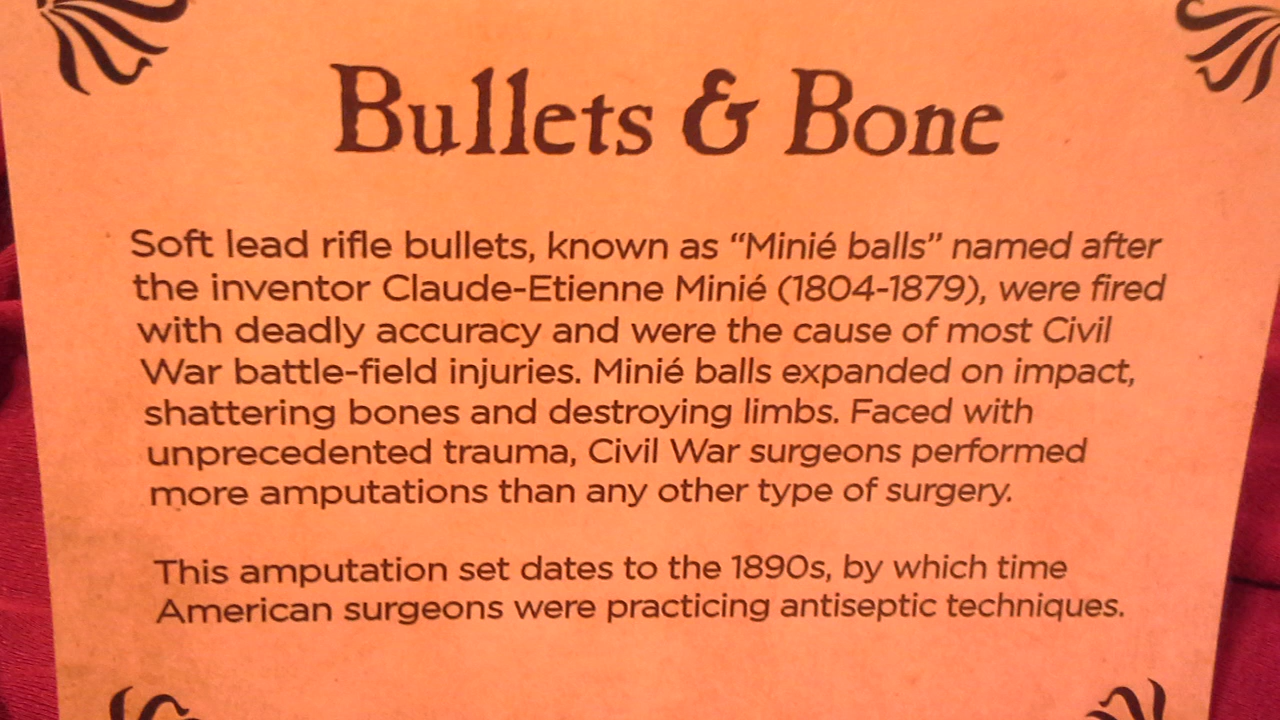 Bullets & Bone
Soft lead rifle bullets, known as “Minié balls” named after
the inventor Claude-Etienne Minié (1804-1879), were fired
with deadly accuracy and were the cause of most Civil
War battle-field injuries. Minié balls expanded on impact,
shattering bones and destroying limbs. Faced with
unprecedented trauma, Civil War surgeons performed
more amputations than any other type of surgery.
This amputation set dates to the 1890s, by which time
American surgeons were practicing antiseptic techniques.